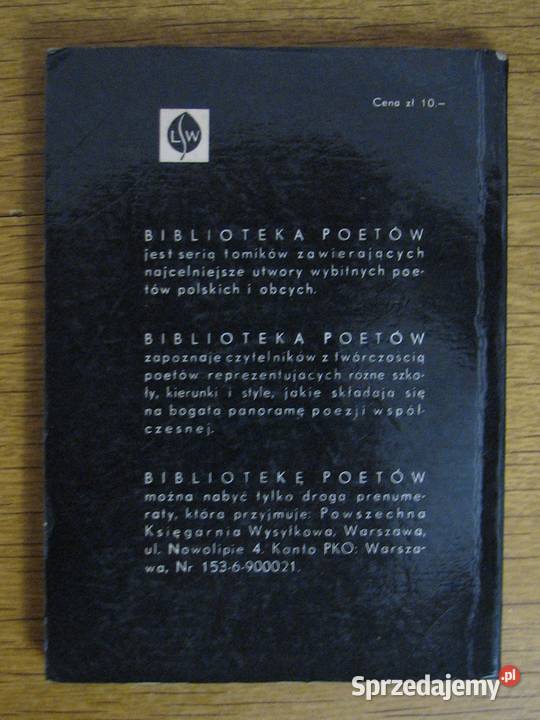 Cena zł 10.–
LSW
BIBLIOTEKA POETÓW
jest serią tomików zawierających
najcelniejsze utwory wybitnych poe-
tów polskich i obcych.
BIBLIOTEKA POETÓW
zapoznaje czytelników z twórczością
poetów reprezentujących różne szko-
ły, kierunki i style, jakie składają się
na bogatą panoramę poezji współ-
czesnej.
BIBLIOTEKĘ POETÓW
można nabyć tylko drogą prenume-
raty, którą przyjmuje: Powszechna
Księgarnia Wysyłkowa, Warszawa,
ul. Nowolipie 4. Konto PKO: Warsza-
wa, Nr 153-6-900021.
Sprzedajemy.pl